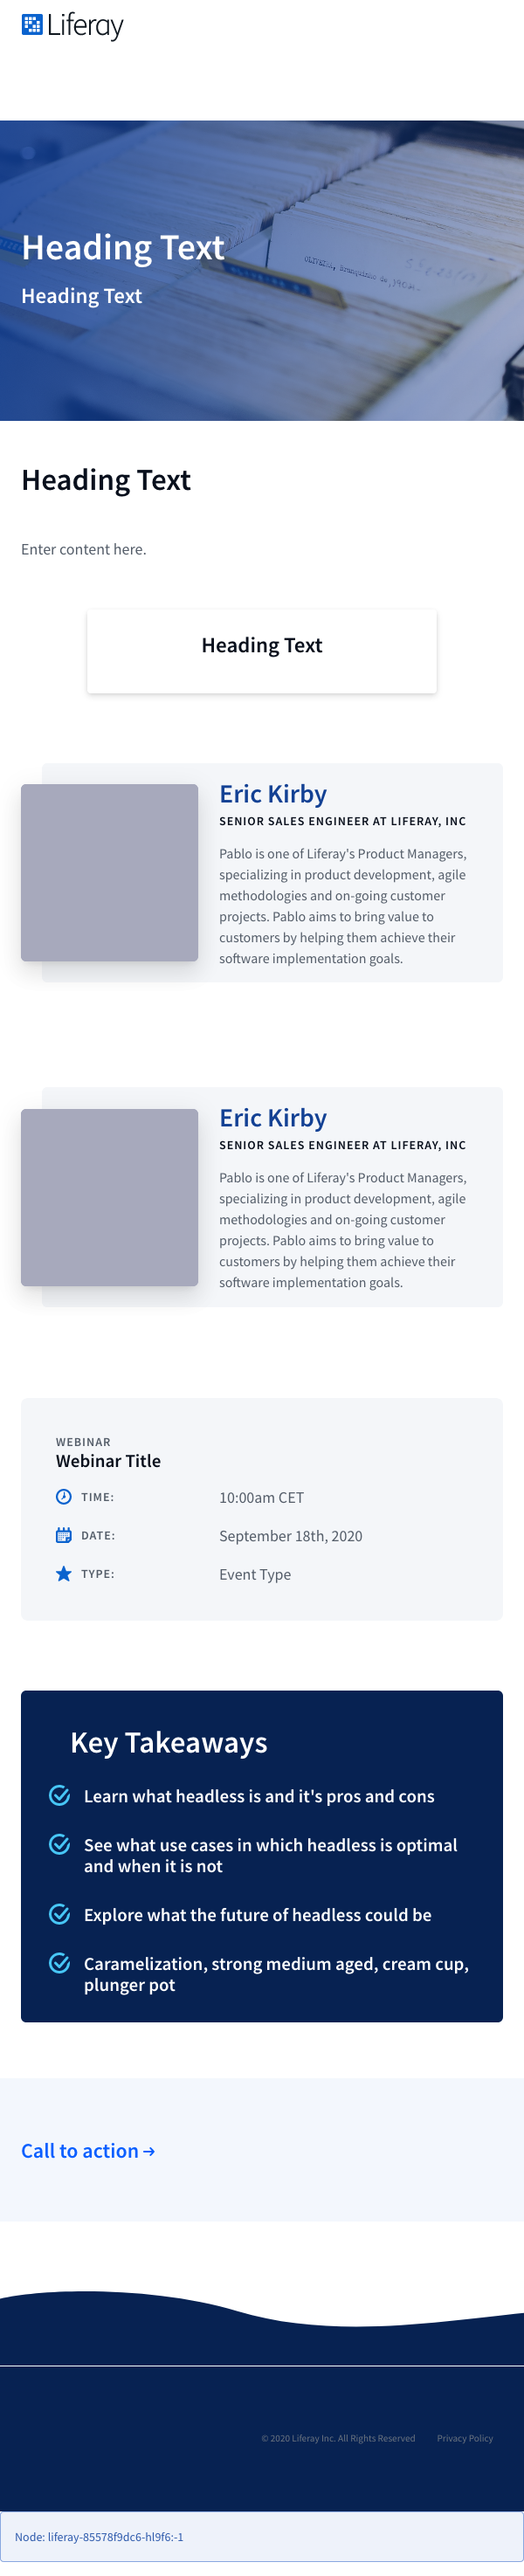 Liferay
Heading Text
Heading Text
Heading Text
Enter content here.
Heading Text
Eric Kirby
SENIOR SALES ENGINEER AT LIFERAY, INC
Pablo is one of Liferay's Product Managers,
specializing in product development, agile
methodologies and on-going customer
projects. Pablo aims to bring value to
customers by helping them achieve their
software implementation goals.
Eric Kirby
SENIOR SALES ENGINEER AT LIFERAY, INC
Pablo is one of Liferay's Product Managers,
specializing in product development, agile
methodologies and on-going customer
projects. Pablo aims to bring value to
customers by helping them achieve their
software implementation goals.
WEBINAR
Webinar Title
TIME: 10:00am CET
DATE: September 18th, 2020
TYPE: Event Type
Key Takeaways
Learn what headless is and it's pros and cons
See what use cases in which headless is optimal
and when it is not
Explore what the future of headless could be
Caramelization, strong medium aged, cream cup,
plunger pot
Call to action →
© 2020 Liferay Inc. All Rights Reserved Privacy Policy
Node: liferay-85578f9dc6-hl9f6:-1